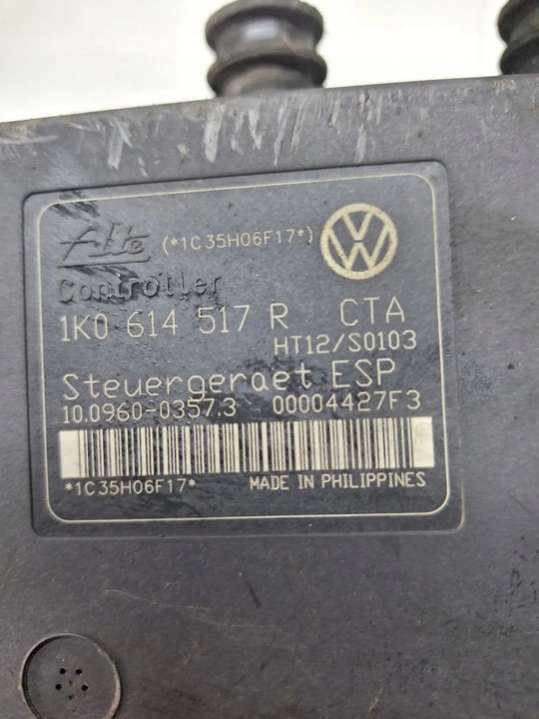 Ate (*1C35H06F17*)
VW
Controller
1K0 614 517 R CTA
HT12/S0103
Steuergeraet ESP
10.0960-0357.3 00004427F3
*1C35H06F17* MADE IN PHILIPPINES